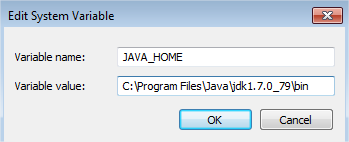 Edit System Variable
Variable name: JAVA_HOME
Variable value: C:\Program Files\Java\jdk1.7.0_79\bin
OK Cancel